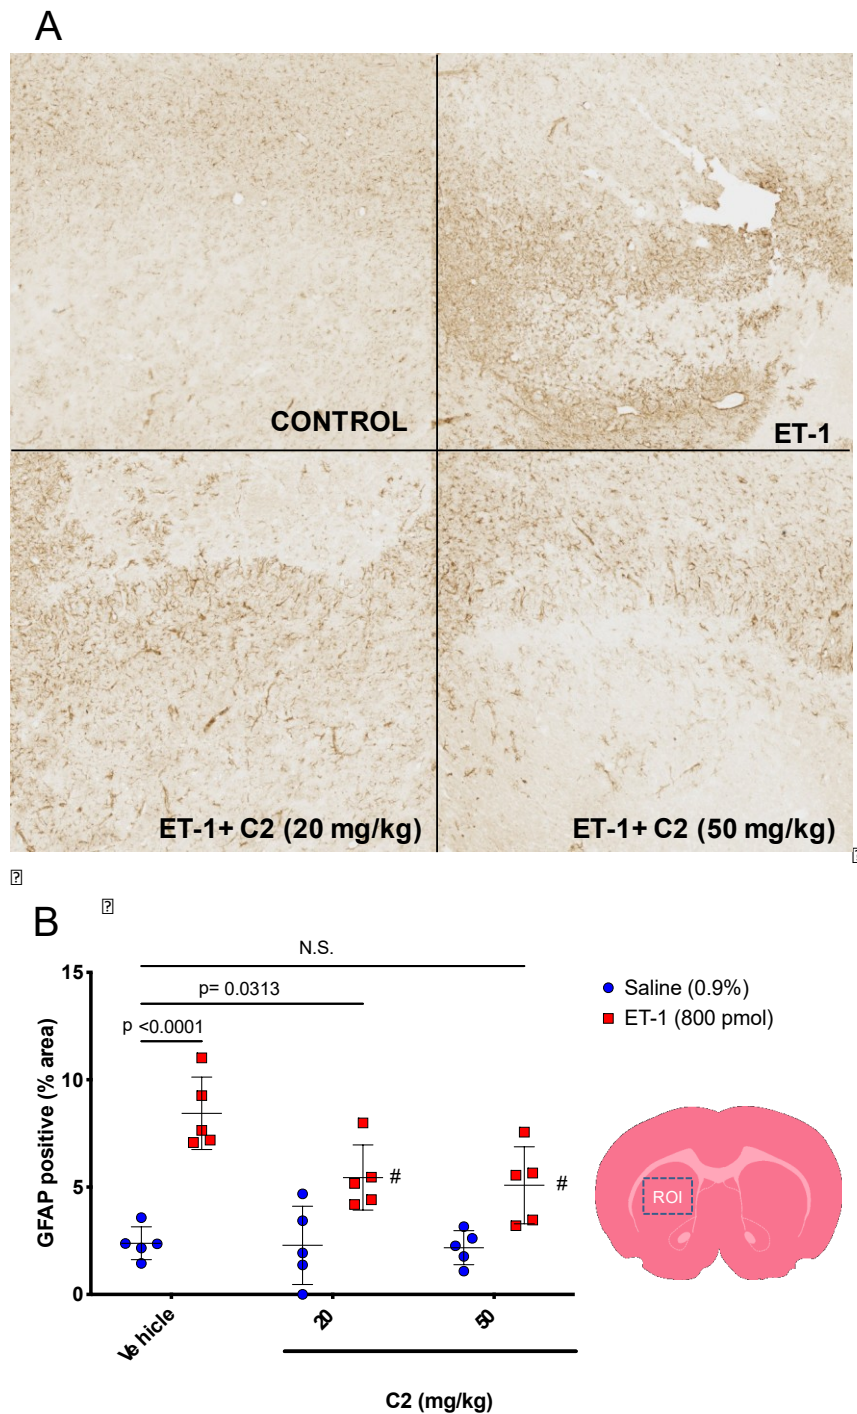 A
CONTROL
ET-1
ET-1+ C2 (20 mg/kg)
ET-1+ C2 (50 mg/kg)
?
?
?
B
N.S.
p= 0.0313
p <0.0001
Saline (0.9%)
ET-1 (800 pmol)
GFAP positive (% area)
15
10
5
0
#
#
ROI
Ve hicle
20
50
C2 (mg/kg)